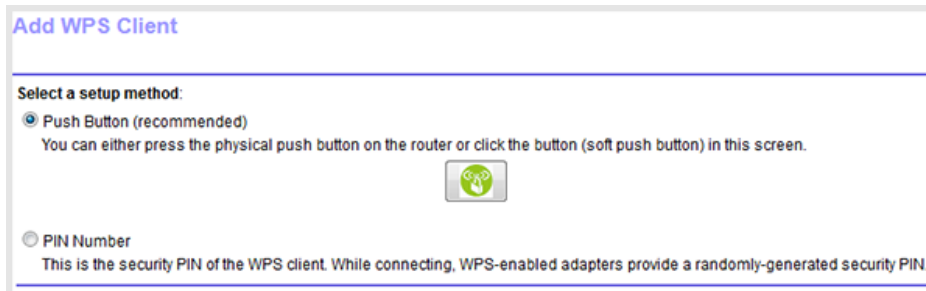 Add WPS Client
Select a setup method:
Push Button (recommended)
You can either press the physical push button on the router or click the button (soft push button) in this screen.
PIN Number
This is the security PIN of the WPS client. While connecting, WPS-enabled adapters provide a randomly-generated security PIN.